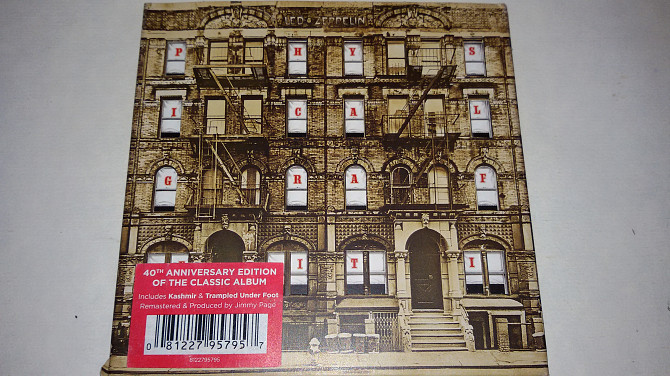 LED ZEPPELIN
P H Y S
I C A L
G R A F
I T I
40TH ANNIVERSARY EDITION
OF THE CLASSIC ALBUM
Includes Kashmir & Trampled Under Foot
Remastered & Produced by Jimmy Page
0 81227 95795 7
8122795795